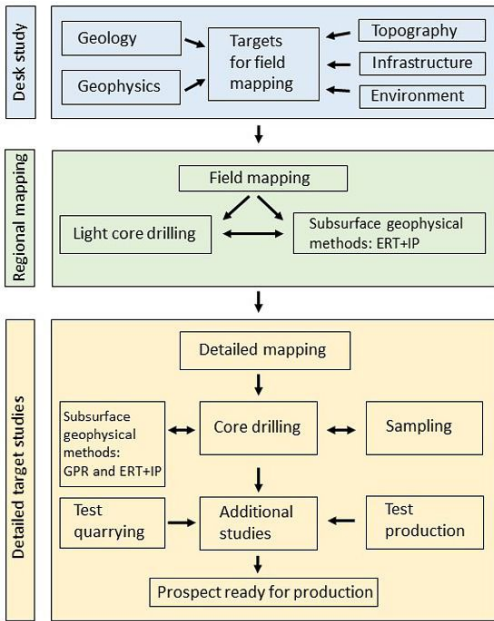 Desk study
Geology
Geophysics
Targets
for field
mapping
Topography
Infrastructure
Environment
Regional mapping
Field mapping
Light core drilling
Subsurface geophysical
methods: ERT+IP
Detailed target studies
Detailed mapping
Subsurface
geophysical
methods:
GPR and ERT+IP
Core drilling
Sampling
Test
quarrying
Additional
studies
Test
production
Prospect ready for production